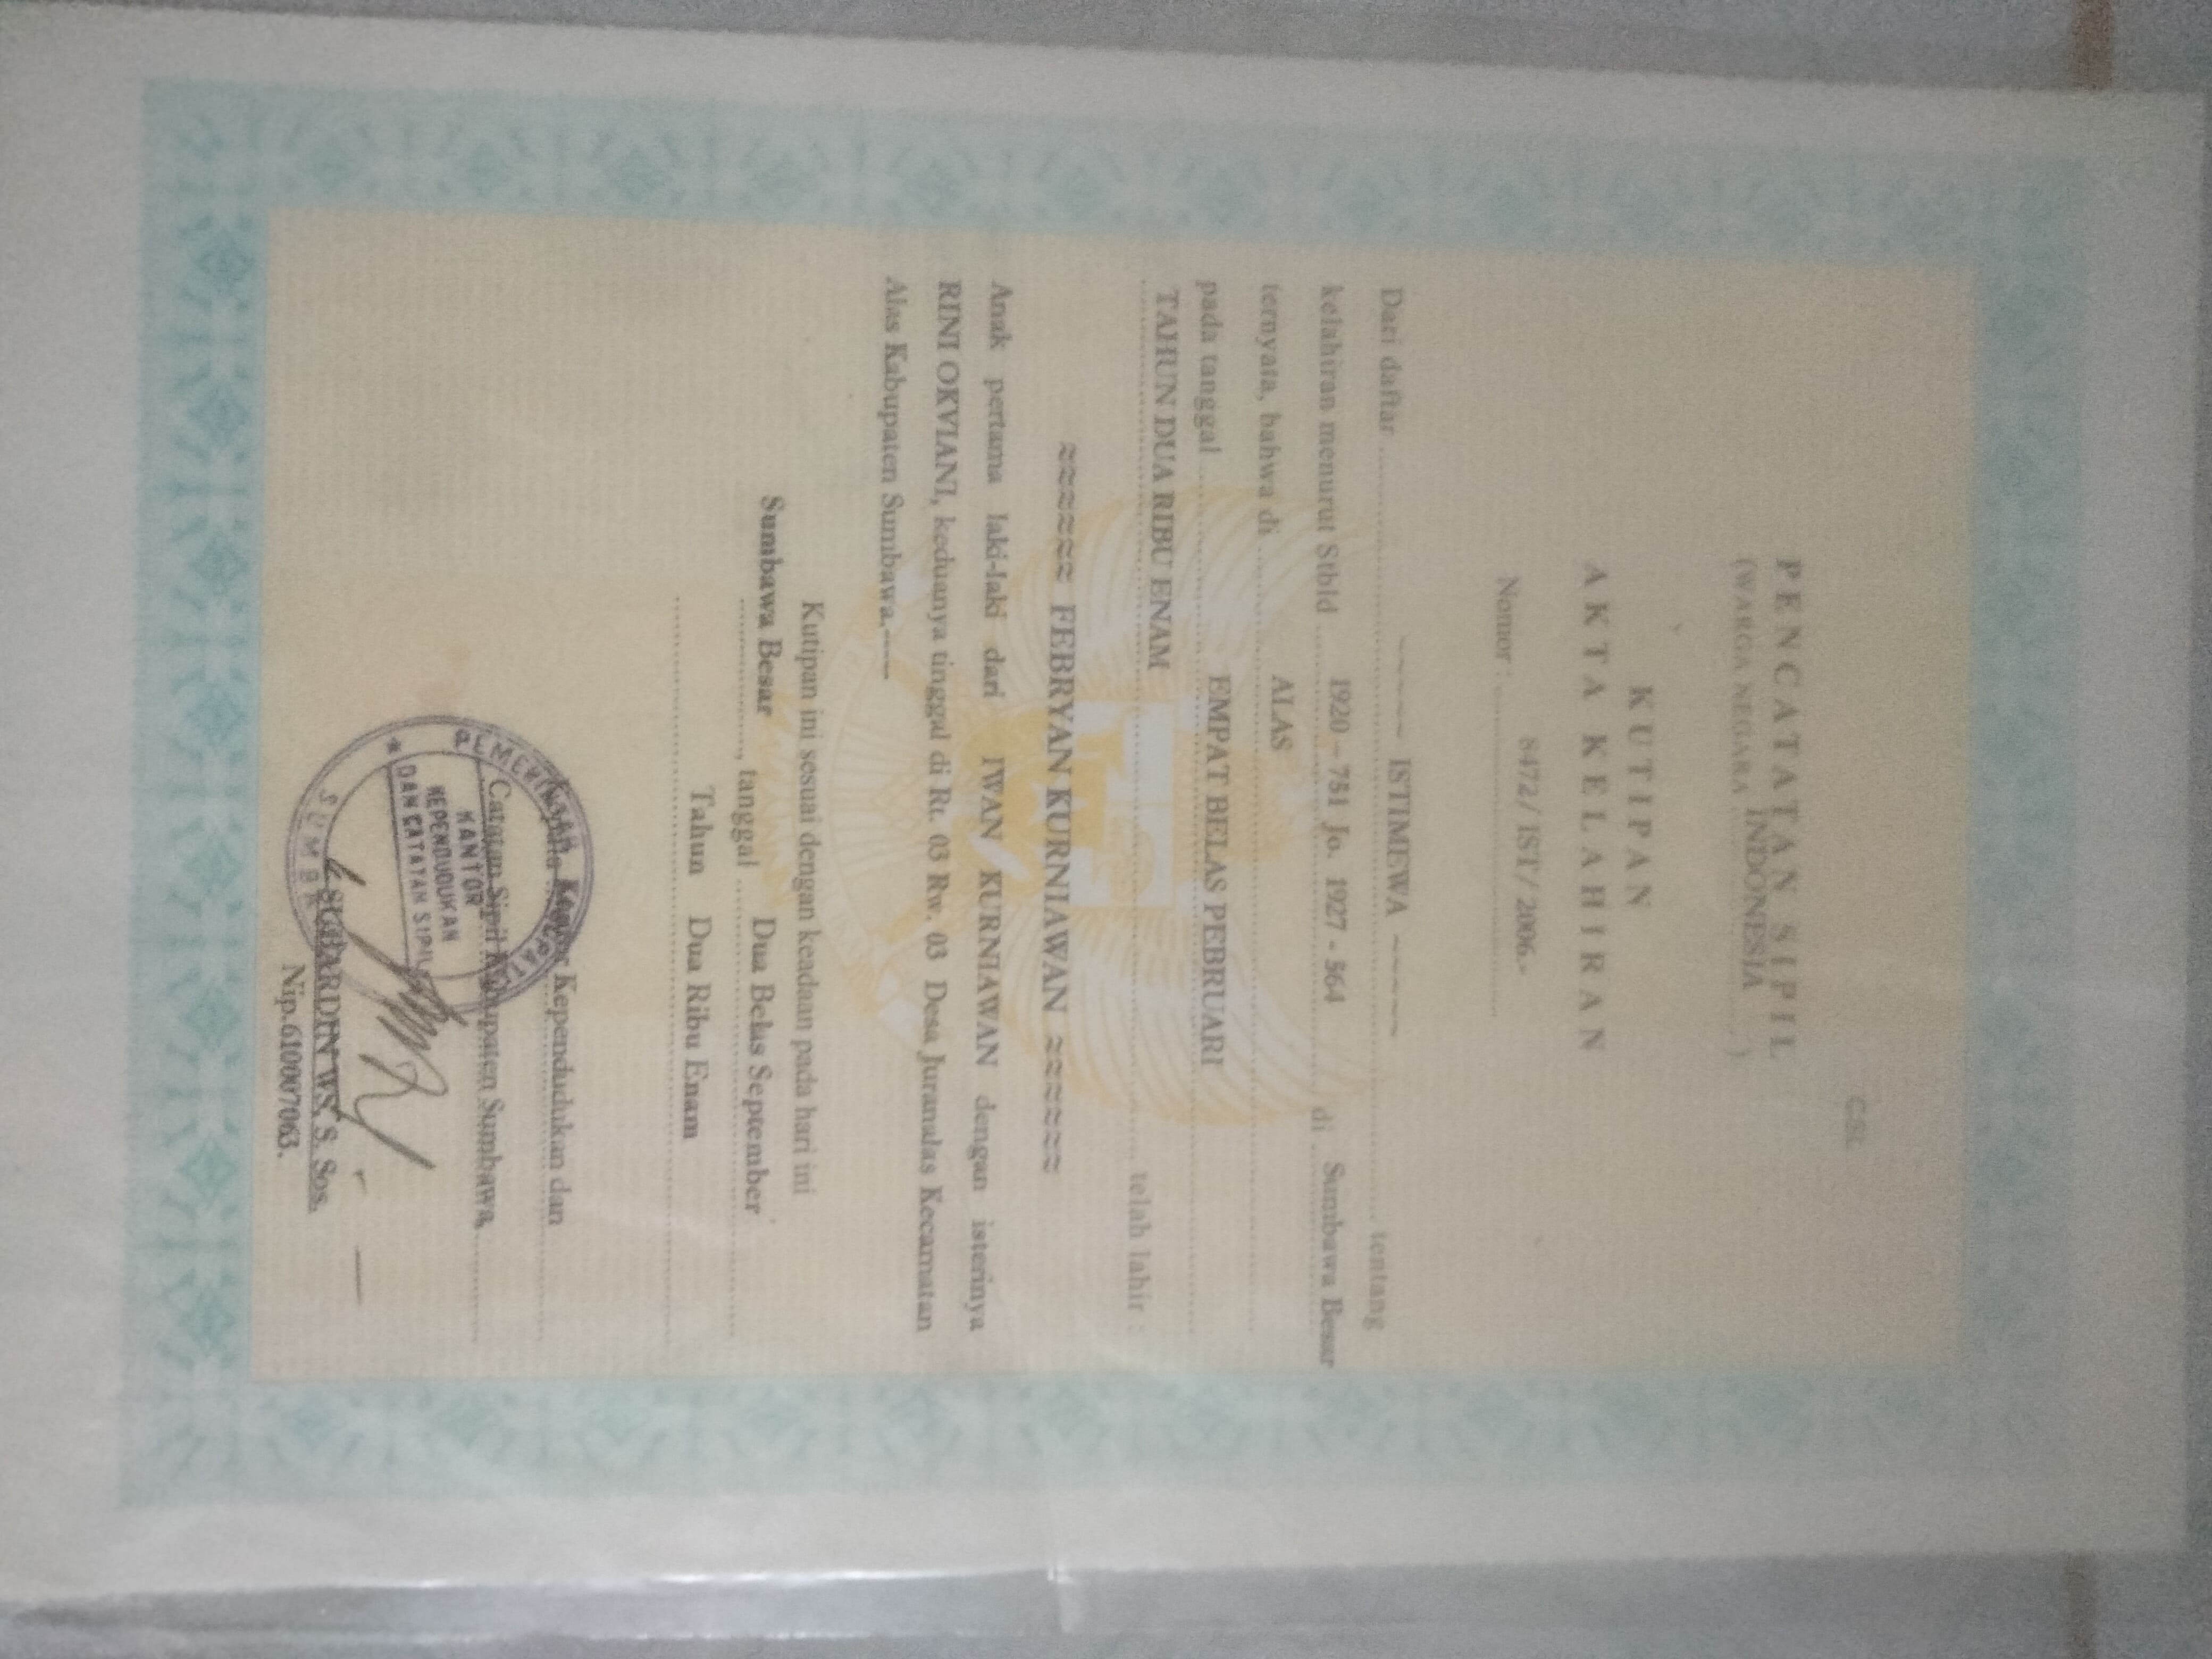 CSL
PENCATATAN SIPIL
(WARGA NEGARA INDONESIA)
KUTIPAN
AKTA KELAHIRAN
Nomor : 8472/ IST/ 2006.-
Dari daftar ---- ISTIMEWA ---- tentang
kelahiran menurut Stbld 1920 – 751 Jo. 1927 - 564 di Sumbawa Besar
ternyata, bahwa di ALAS
pada tanggal EMPAT BELAS PEBRUARI
TAHUN DUA RIBU ENAM telah lahir :
≈≈≈≈≈≈ FEBRYAN KURNIAWAN ≈≈≈≈≈≈
Anak pertama laki-laki dari IWAN KURNIAWAN dengan isterinya
RINI OKVIANI, keduanya tinggal di Rt. 03 Rw. 03 Desa Juranalas Kecamatan
Alas Kabupaten Sumbawa.----
Kutipan ini sesuai dengan keadaan pada hari ini
Sumbawa Besar, tanggal Dua Belas September
Tahun Dua Ribu Enam
Kepala Kantor Kependudukan dan
Catatan Sipil Kabupaten Sumbawa,
KANTOR
KEPENDUDUKAN
DAN CATATAN SIPIL
WS, S. Sos.
Nip.610007063.